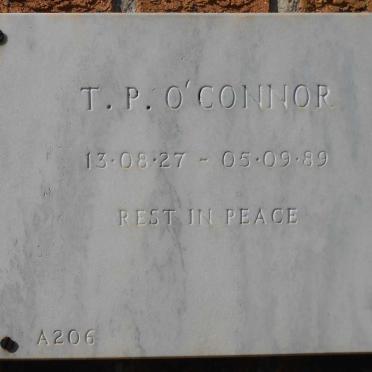 T. P. O'CONNOR
13·08·27 - 05·09·89
REST IN PEACE
A206